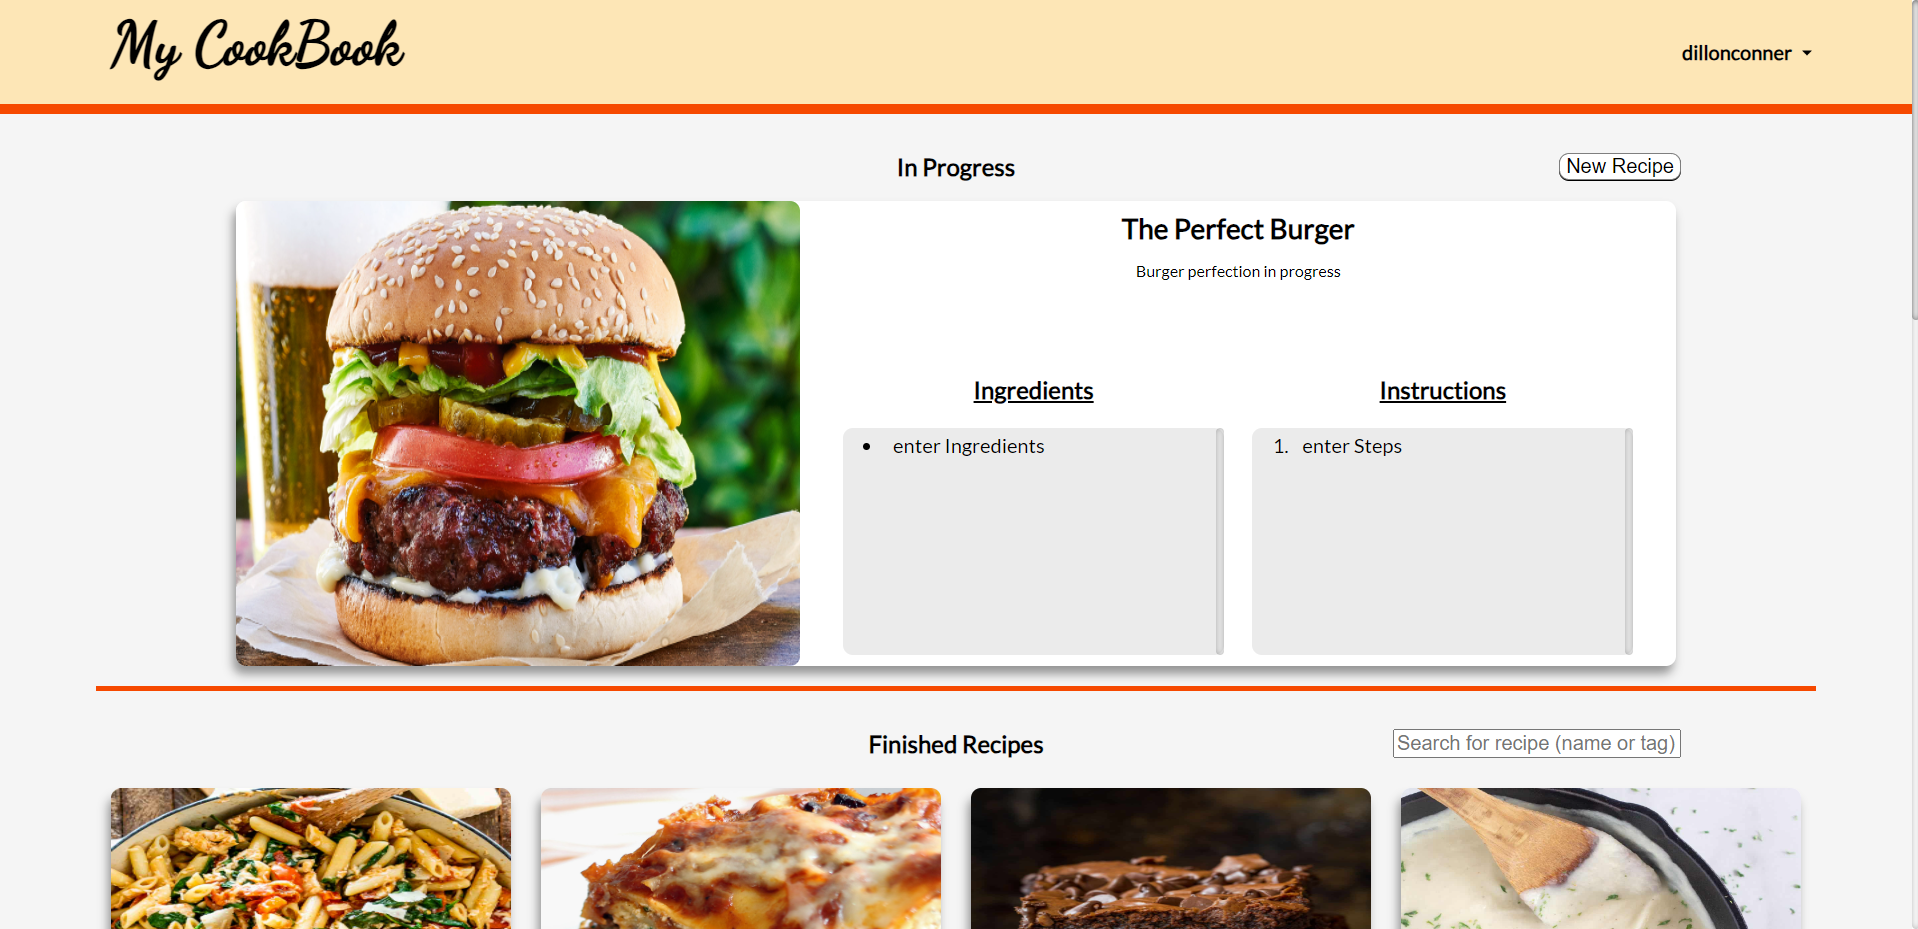 My CookBook
dillonconner
In Progress
New Recipe
The Perfect Burger
Burger perfection in progress
Ingredients
Instructions
• enter Ingredients
1. enter Steps
Finished Recipes
Search for recipe (name or tag)